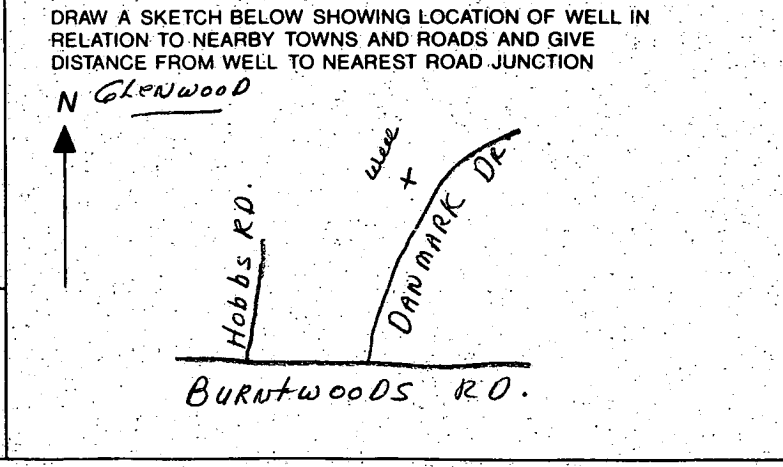 DRAW A SKETCH BELOW SHOWING LOCATION OF WELL IN
RELATION TO NEARBY TOWNS AND ROADS AND GIVE
DISTANCE FROM WELL TO NEAREST ROAD JUNCTION
N GLENWOOD
Well
Hobbs RD.
DANMARK DR.
BURNTWOODS RD.